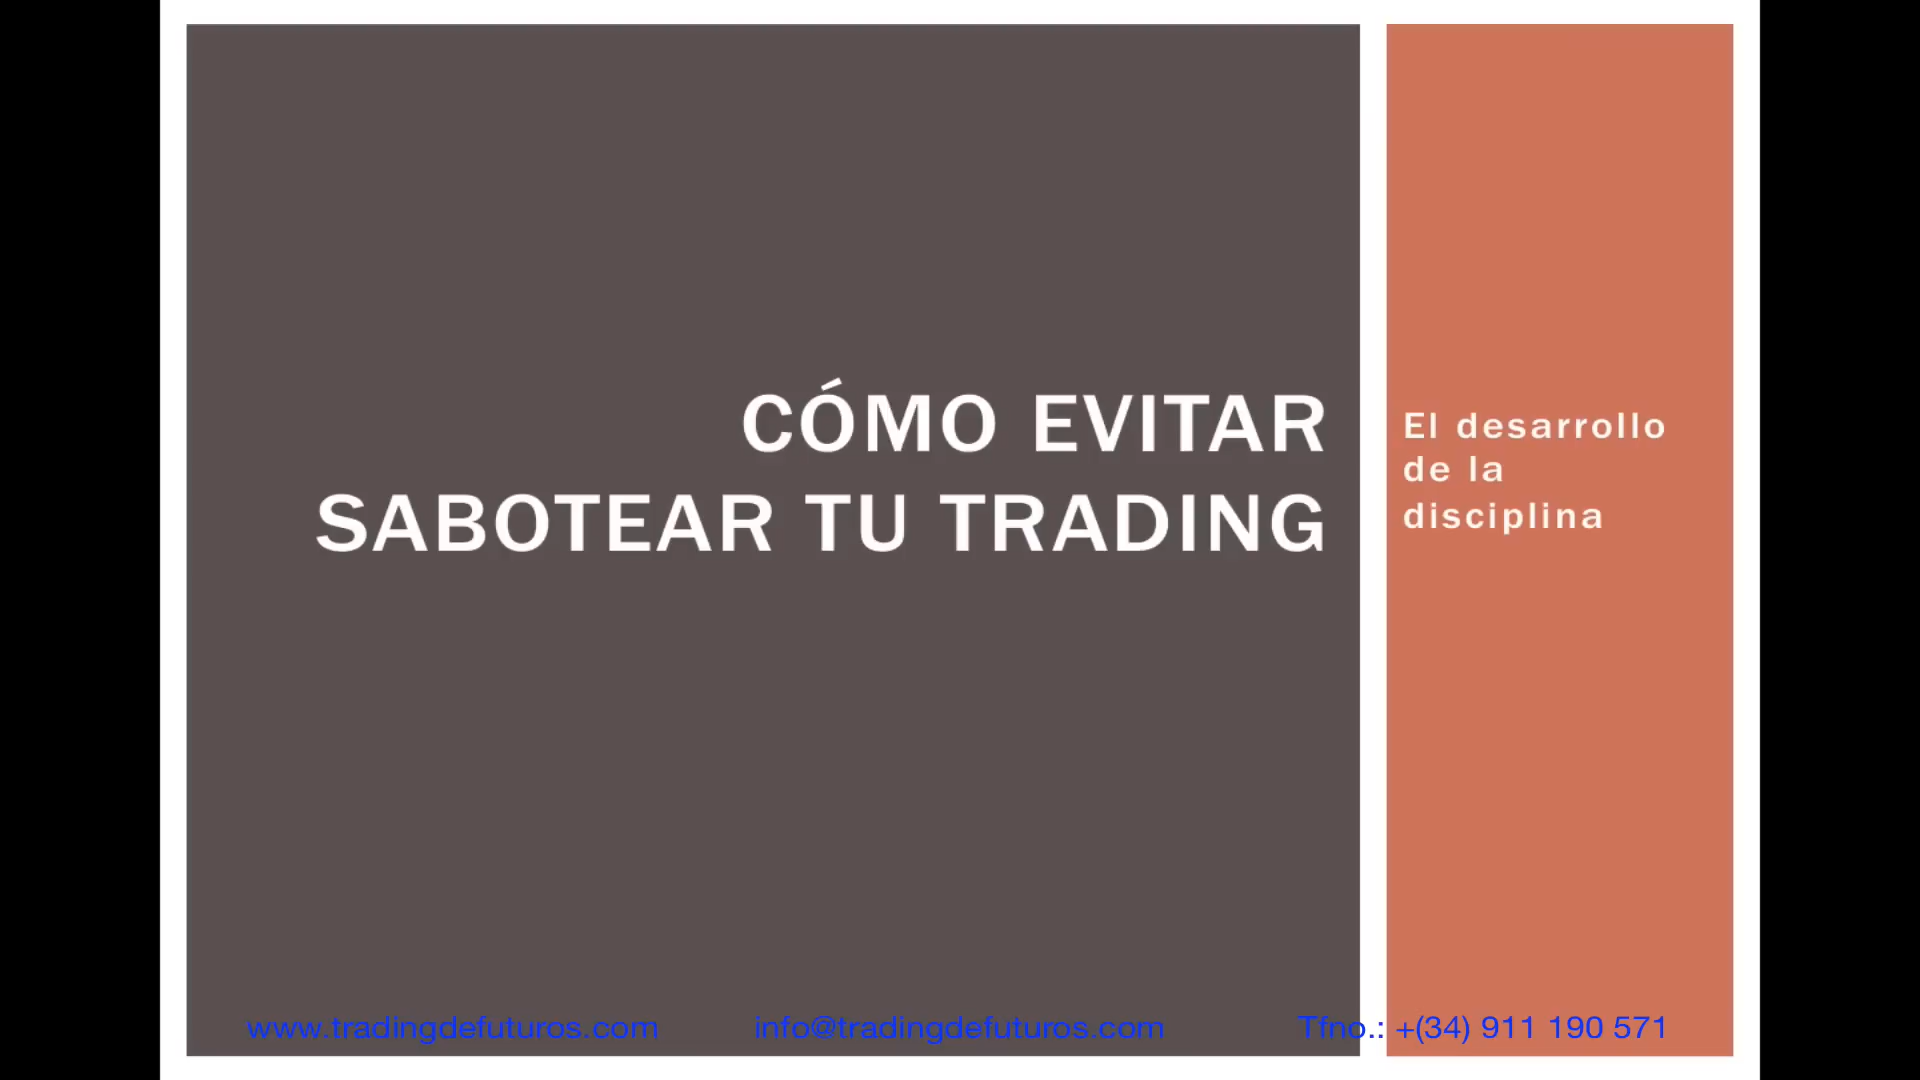 CÓMO EVITAR
SABOTEAR TU TRADING
El desarrollo
de la
disciplina
www.tradingdefuturos.com info@tradingdefuturos.com Tfno.: +(34) 911 190 571